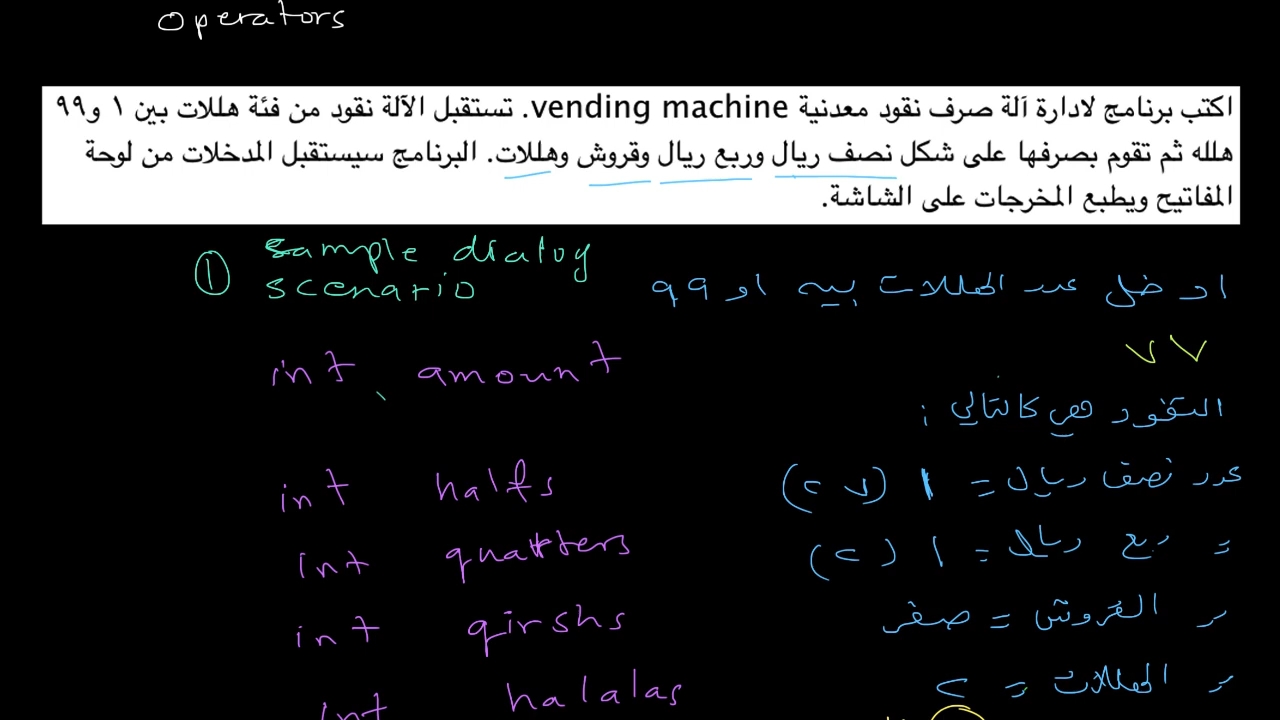 operators
اكتب برنامج لادارة آلة صرف نقود معدنية vending machine. تستقبل الآلة نقود من فئة هللات بين ١ و٩٩
هلله ثم تقوم بصرفها على شكل نصف ريال وربع ريال وقروش وهللات. البرنامج سيستقبل المدخلات من لوحة
المفاتيح ويطبع المخرجات على الشاشة.
① sample dialog
scenario
ادخل عدد الهللات بين ١ و ٩٩
٧٧
int amount
النقود هي كالتالي :
int halfs
عدد نصف ريال = ١ (٢٧)
int quarters
= ربع ريال = ١ (٢)
int qirshs
القروش = صفر
int halalas
الهللات = ٢